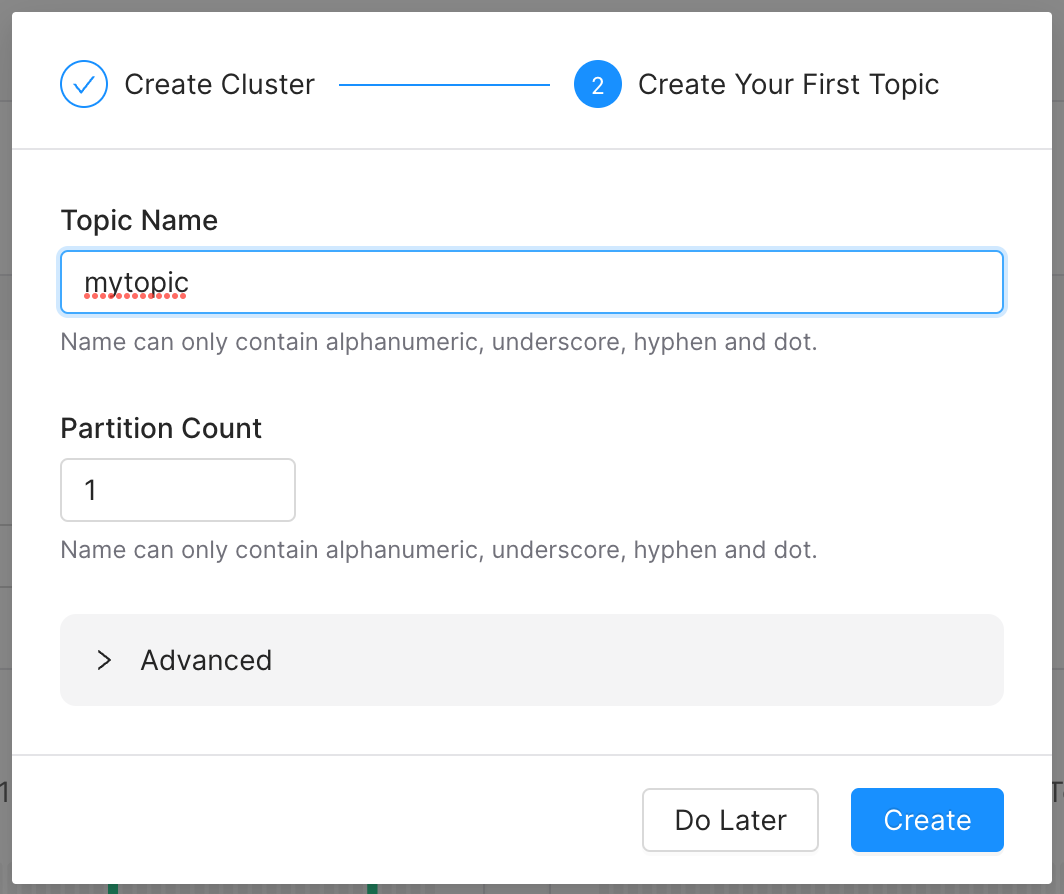 Create Cluster
2 Create Your First Topic
Topic Name
mytopic
Name can only contain alphanumeric, underscore, hyphen and dot.
Partition Count
1
Name can only contain alphanumeric, underscore, hyphen and dot.
Advanced
Do Later
Create